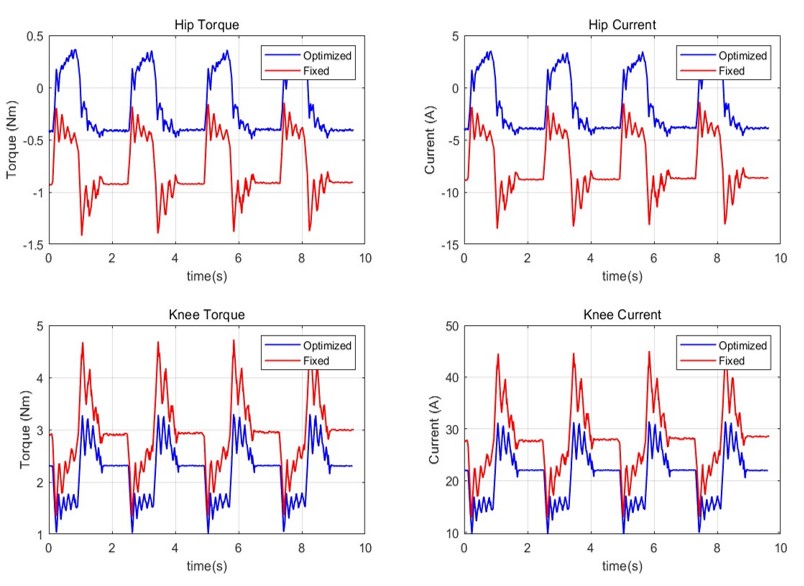 Hip Torque
0.5
0
-0.5
-1
-1.5
Torque (Nm)
Optimized
Fixed
0 2 4 6 8 10
time(s)
Hip Current
5
0
-5
-10
-15
Current (A)
Optimized
Fixed
0 2 4 6 8 10
time(s)
Knee Torque
5
4
3
2
1
Torque (Nm)
Optimized
Fixed
0 2 4 6 8 10
time(s)
Knee Current
50
40
30
20
10
Current (A)
Optimized
Fixed
0 2 4 6 8 10
time(s)